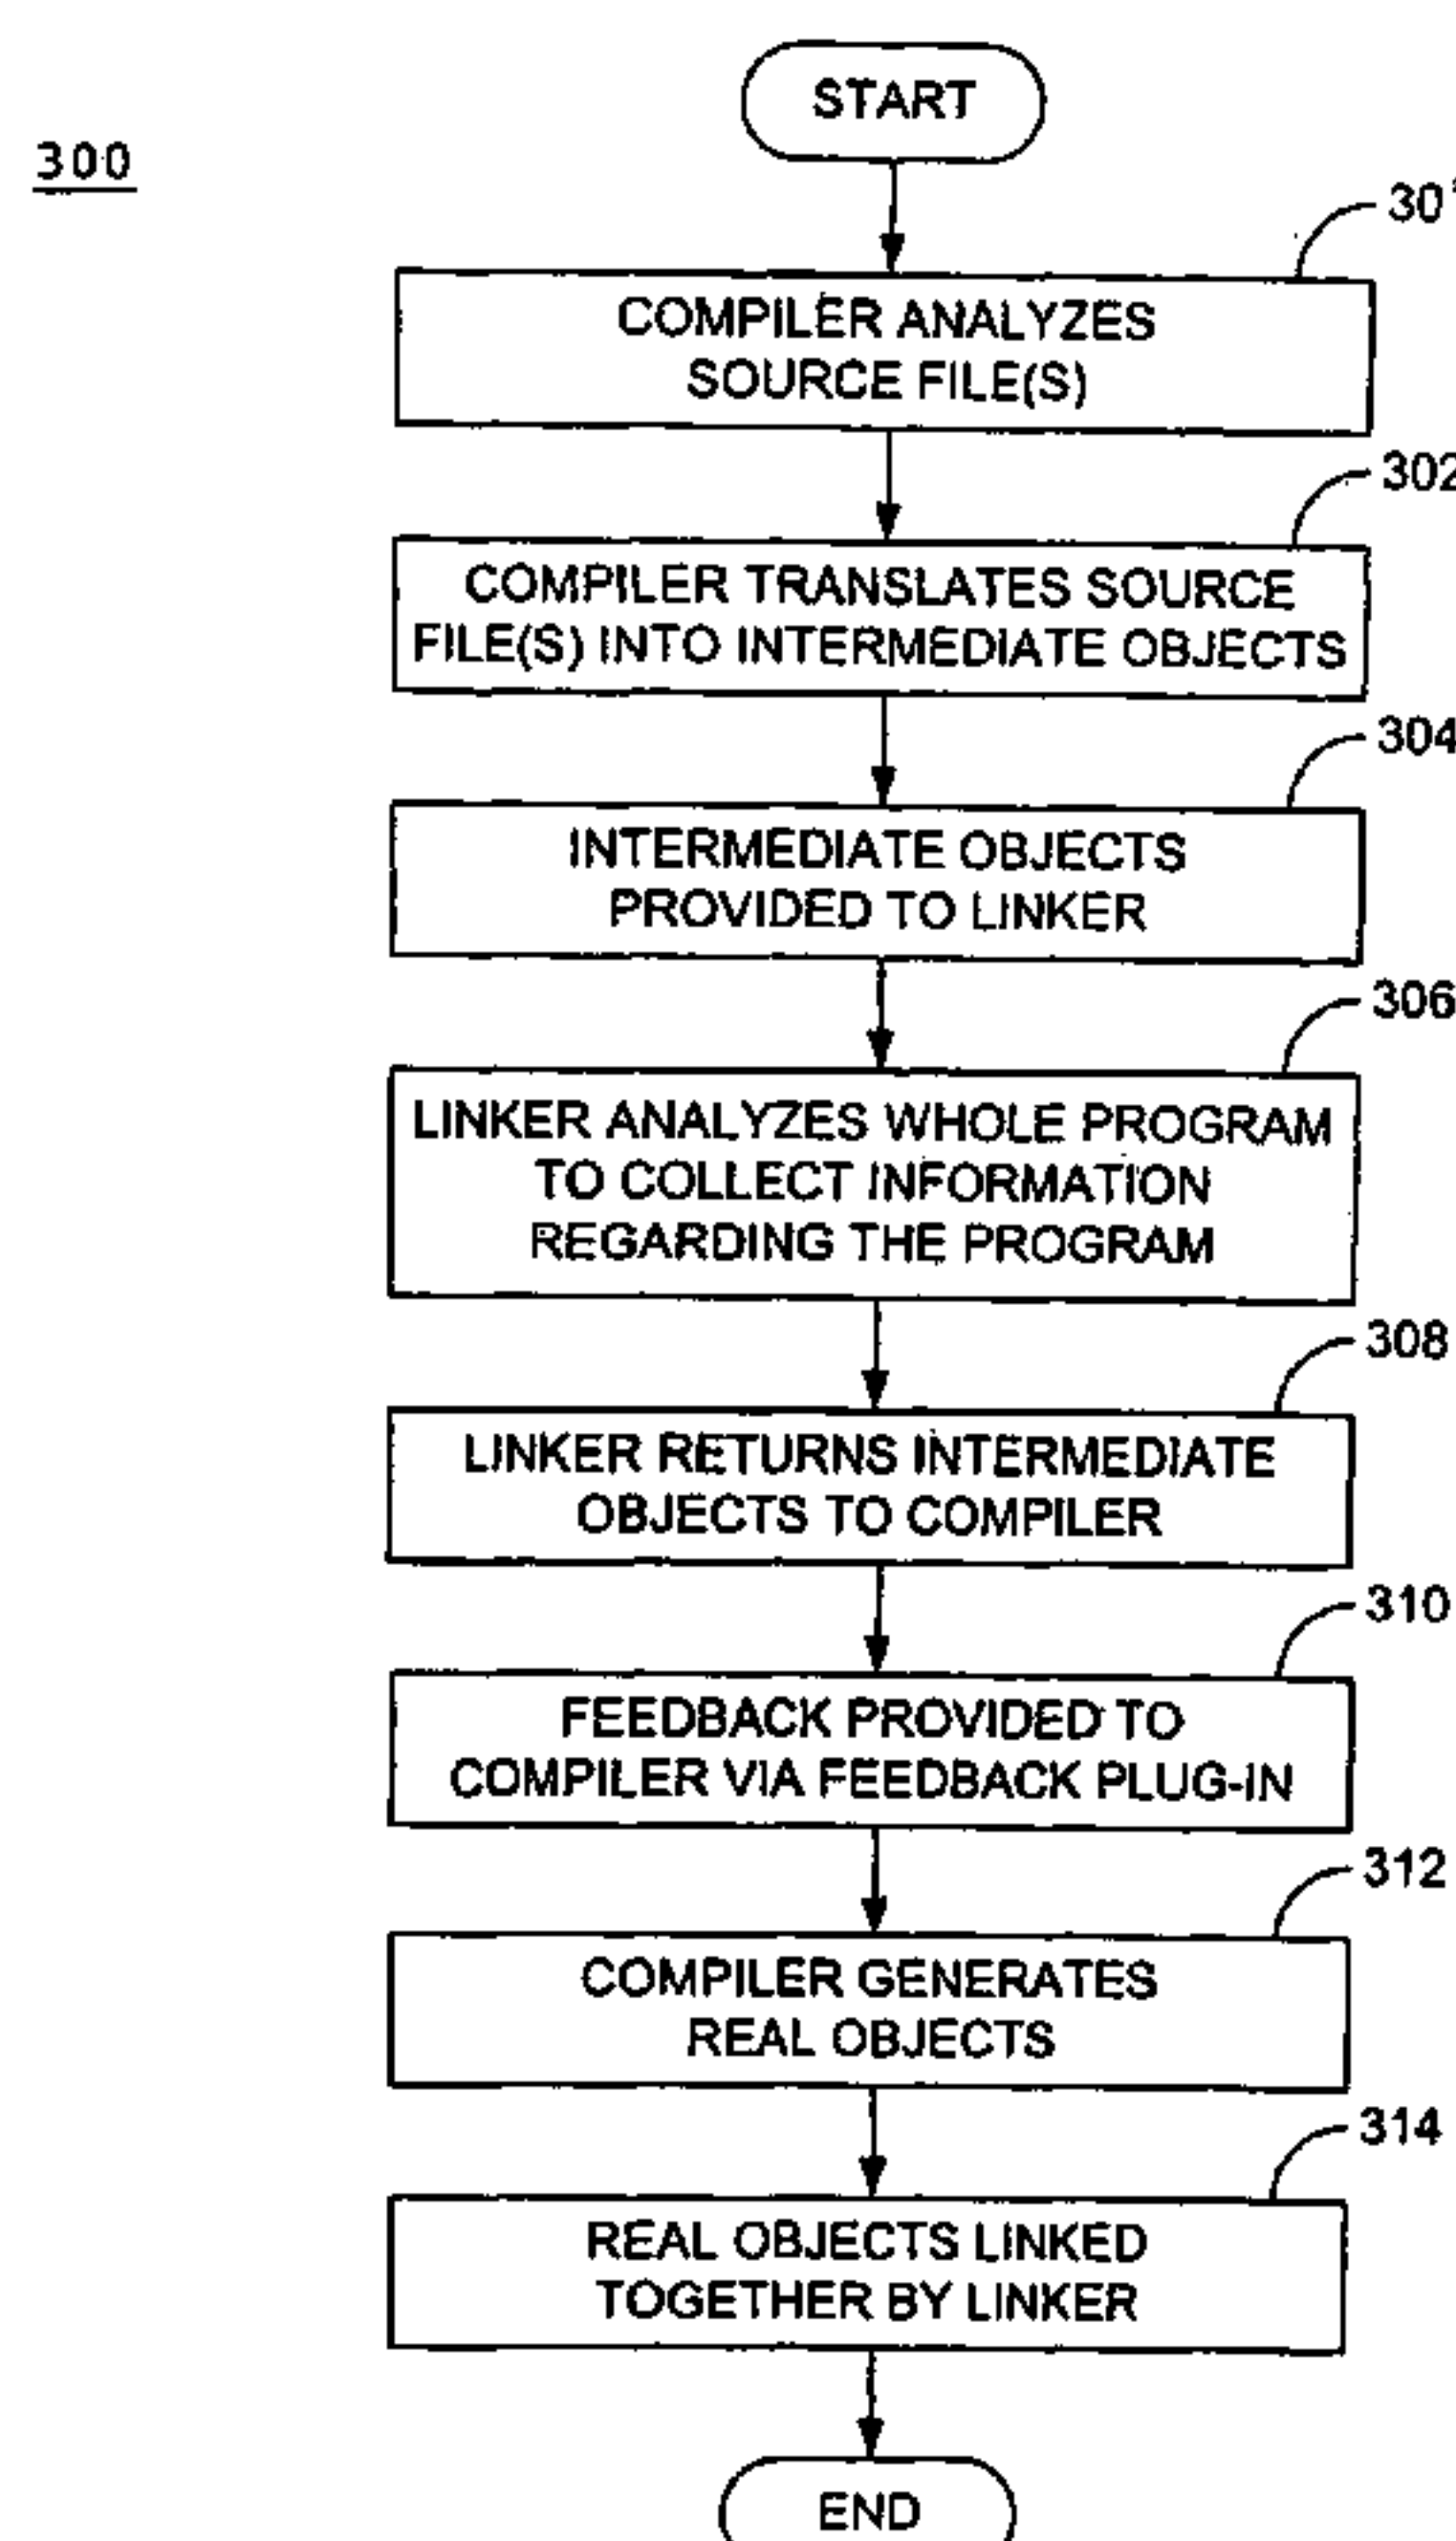 START
300
COMPILER ANALYZES
SOURCE FILE(S)
302
COMPILER TRANSLATES SOURCE
FILE(S) INTO INTERMEDIATE OBJECTS
304
INTERMEDIATE OBJECTS
PROVIDED TO LINKER
306
LINKER ANALYZES WHOLE PROGRAM
TO COLLECT INFORMATION
REGARDING THE PROGRAM
308
LINKER RETURNS INTERMEDIATE
OBJECTS TO COMPILER
310
FEEDBACK PROVIDED TO
COMPILER VIA FEEDBACK PLUG-IN
312
COMPILER GENERATES
REAL OBJECTS
314
REAL OBJECTS LINKED
TOGETHER BY LINKER
END